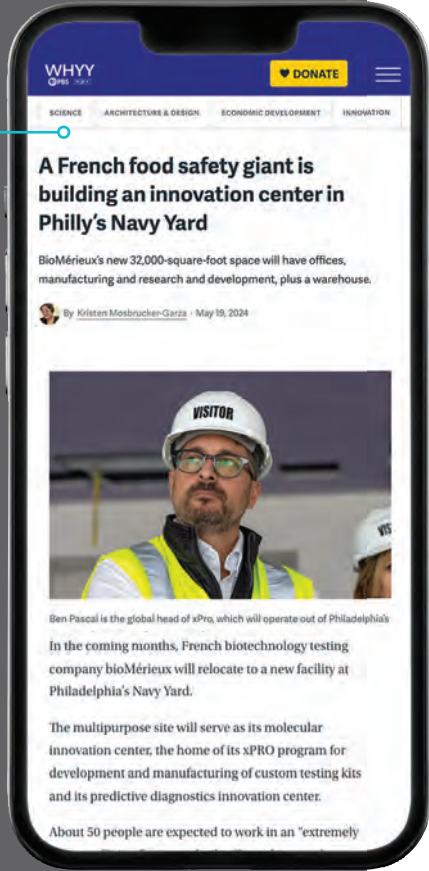 WHYY
PBS
DONATE
SCIENCE ARCHITECTURE & DESIGN ECONOMIC DEVELOPMENT INNOVATION
A French food safety giant is
building an innovation center in
Philly's Navy Yard
BioMérieux's new 32,000-square-foot space will have offices,
manufacturing and research and development, plus a warehouse.
By Kristen Mosbrucker-Garza · May 19, 2024
VISITOR
VIS
Ben Pascal is the global head of xPro, which will operate out of Philadelphia's
In the coming months, French biotechnology testing
company bioMérieux will relocate to a new facility at
Philadelphia's Navy Yard.
The multipurpose site will serve as its molecular
innovation center, the home of its xPRO program for
development and manufacturing of custom testing kits
and its predictive diagnostics innovation center.
About 50 people are expected to work in an "extremely